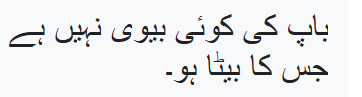 باپ کی کوئی بیوی نہیں ہے
جس کا بیٹا ہو۔